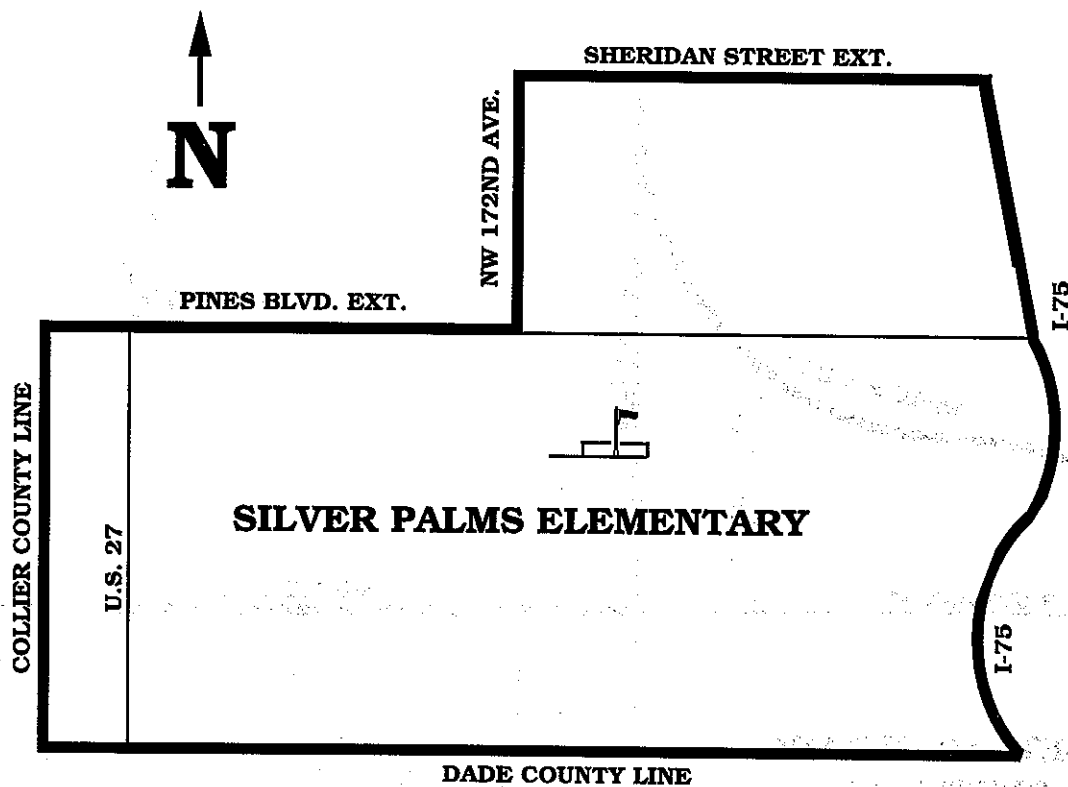 SHERIDAN STREET EXT.
N
NW 172ND AVE.
PINES BLVD. EXT.
I-75
COLLIER COUNTY LINE
U.S. 27
SILVER PALMS ELEMENTARY
I-75
DADE COUNTY LINE